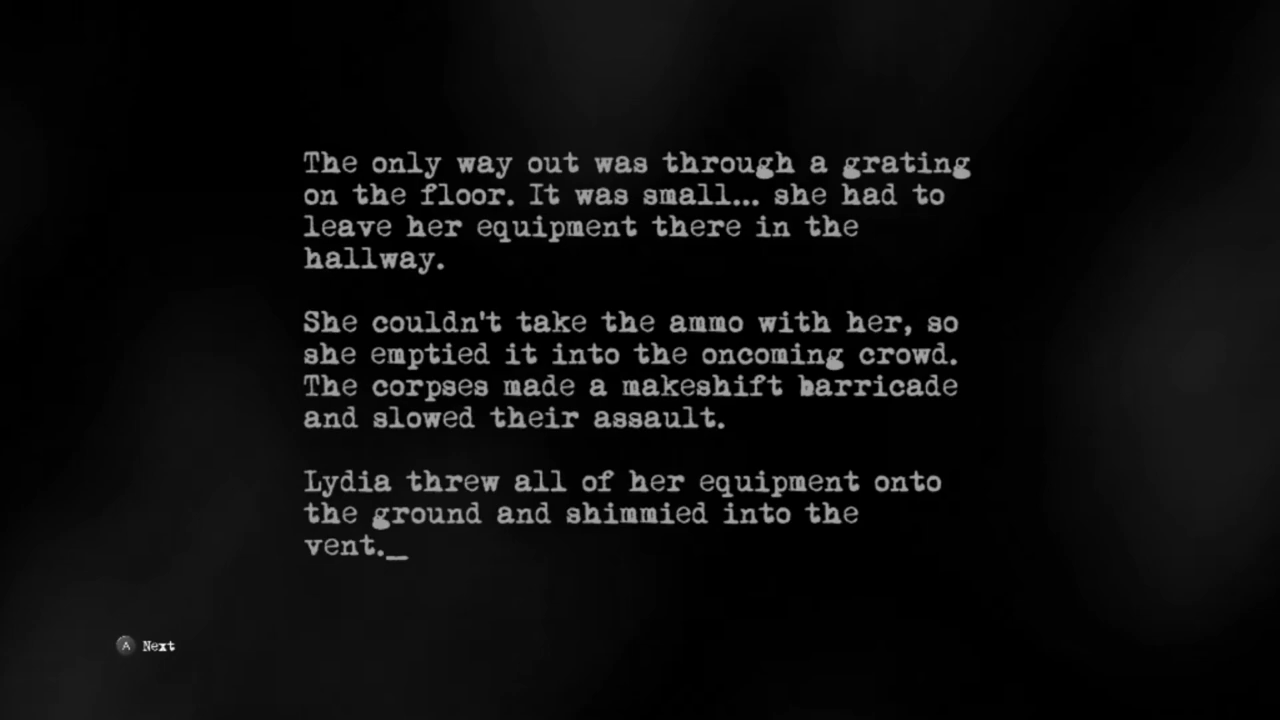 The only way out was through a grating
on the floor. It was small... she had to
leave her equipment there in the
hallway.
She couldn't take the ammo with her, so
she emptied it into the oncoming crowd.
The corpses made a makeshift barricade
and slowed their assault.
Lydia threw all of her equipment onto
the ground and shimmied into the
vent._
A Next